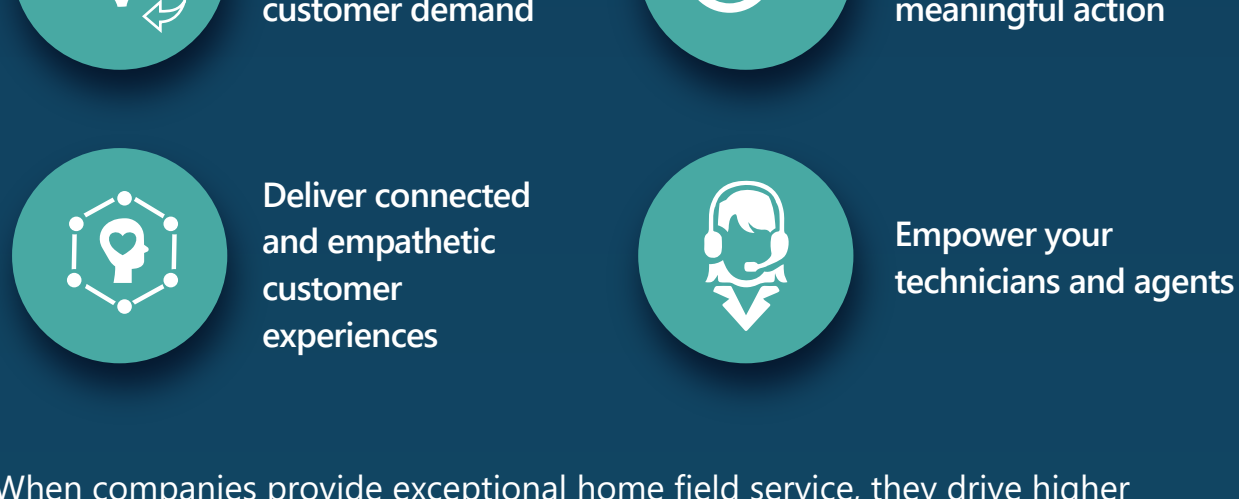 customer demand
meaningful action
Deliver connected
and empathetic
customer
experiences
Empower your
technicians and agents
When companies provide exceptional home field service, they drive higher